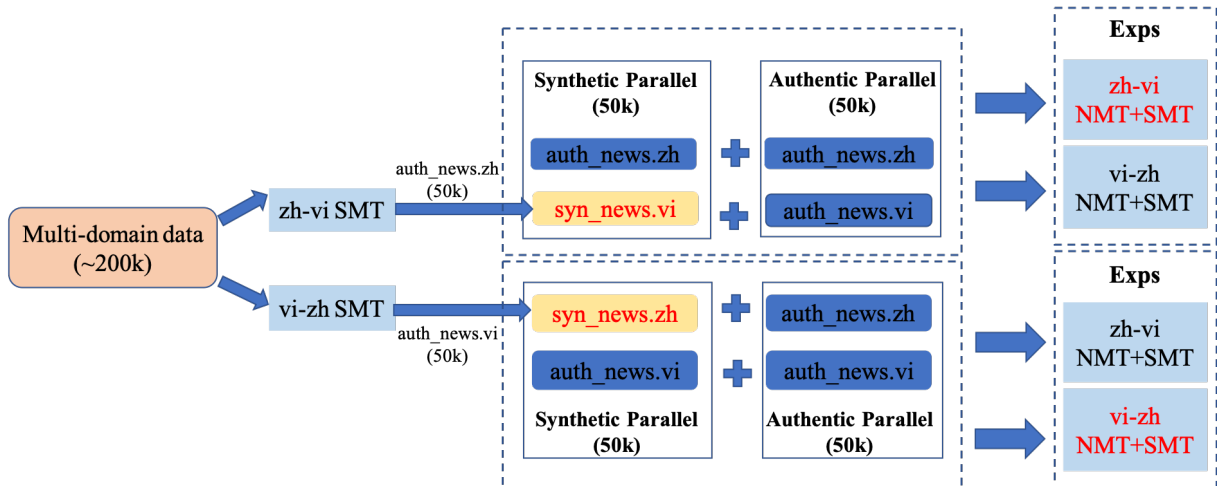 Multi-domain data
(~200k)
zh-vi SMT
vi-zh SMT
auth_news.zh
(50k)
auth_news.vi
(50k)
Synthetic Parallel
(50k)
auth_news.zh
syn_news.vi
Authentic Parallel
(50k)
auth_news.zh
auth_news.vi
syn_news.zh
auth_news.vi
Synthetic Parallel
(50k)
auth_news.zh
auth_news.vi
Authentic Parallel
(50k)
Exps
zh-vi
NMT+SMT
vi-zh
NMT+SMT
Exps
zh-vi
NMT+SMT
vi-zh
NMT+SMT